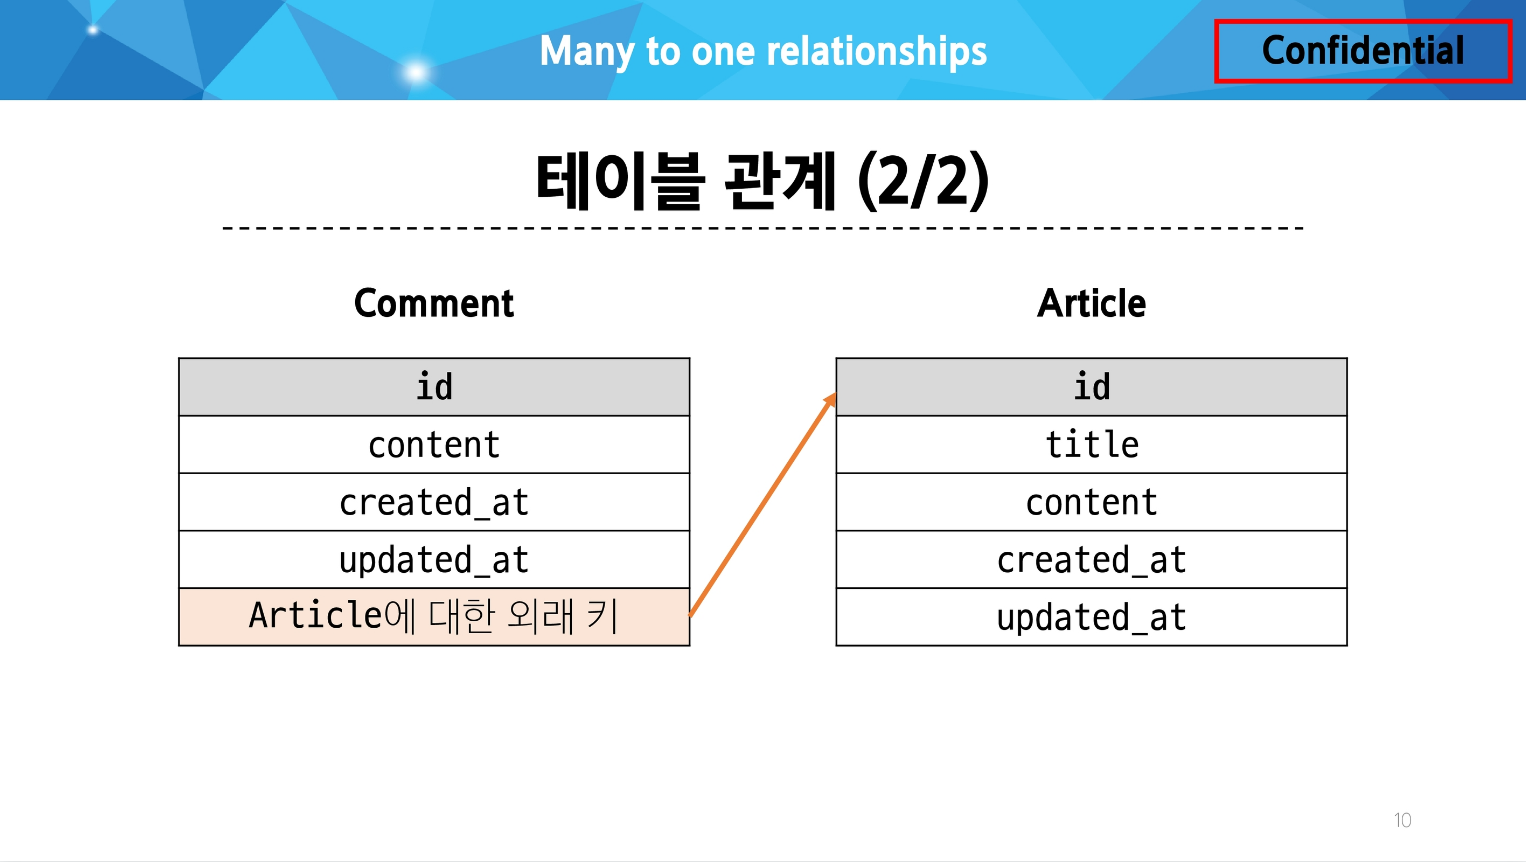 Many to one relationships
Confidential
테이블 관계 (2/2)
Comment
id
content
created_at
updated_at
Article에 대한 외래 키
Article
id
title
content
created_at
updated_at
10